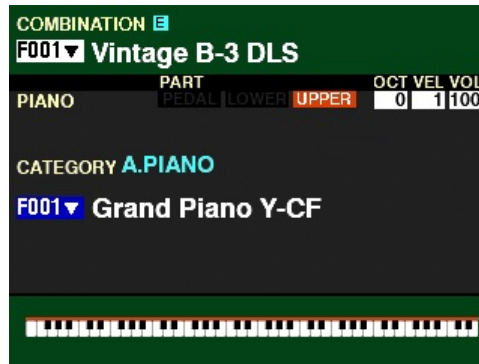 COMBINATION E
F001▼ Vintage B-3 DLS
PART OCT VEL VOL
PIANO PEDAL LOWER UPPER 0 1 100
CATEGORY A.PIANO
F001▼ Grand Piano Y-CF